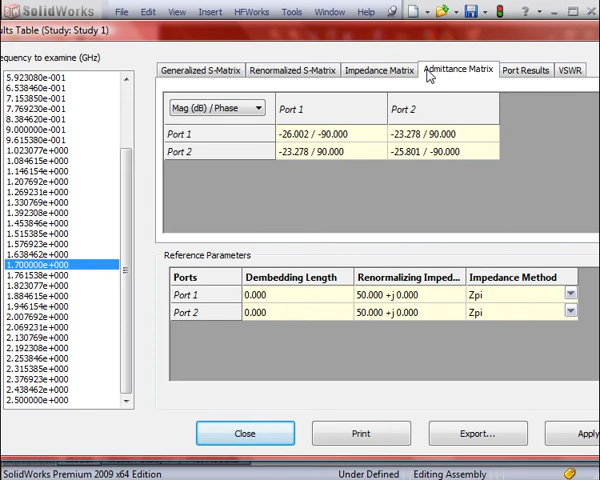 SolidWorks File Edit View Insert HFWorks Tools Window Help
ults Table (Study: Study 1)
equency to examine (GHz)
5.923080e-001
6.538460e-001
7.153850e-001
7.769230e-001
8.384620e-001
9.000000e-001
9.615380e-001
1.023077e+000
1.084615e+000
1.146154e+000
1.207692e+000
1.269231e+000
1.330769e+000
1.392308e+000
1.453846e+000
1.515385e+000
1.576923e+000
1.638462e+000
1.700000e+000
1.761538e+000
1.823077e+000
1.884615e+000
1.946154e+000
2.007692e+000
2.069231e+000
2.130769e+000
2.192308e+000
2.253846e+000
2.315385e+000
2.376923e+000
2.438462e+000
2.500000e+000
Generalized S-Matrix Renormalized S-Matrix Impedance Matrix Admittance Matrix Port Results VSWR
Mag (dB) / Phase Port 1 Port 2
Port 1 -26.002 / -90.000 -23.278 / 90.000
Port 2 -23.278 / 90.000 -25.801 / -90.000
Reference Parameters
Ports Dembedding Length Renormalizing Imped... Impedance Method
Port 1 0.000 50.000 +j 0.000 Zpi
Port 2 0.000 50.000 +j 0.000 Zpi
Close Print Export... Apply
SolidWorks Premium 2009 x64 Edition Under Defined Editing Assembly